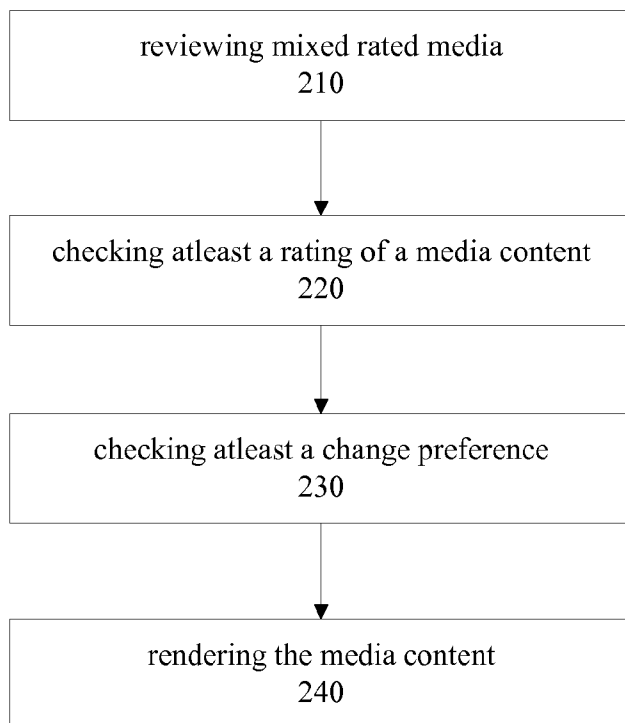 reviewing mixed rated media
210
checking atleast a rating of a media content
220
checking atleast a change preference
230
rendering the media content
240